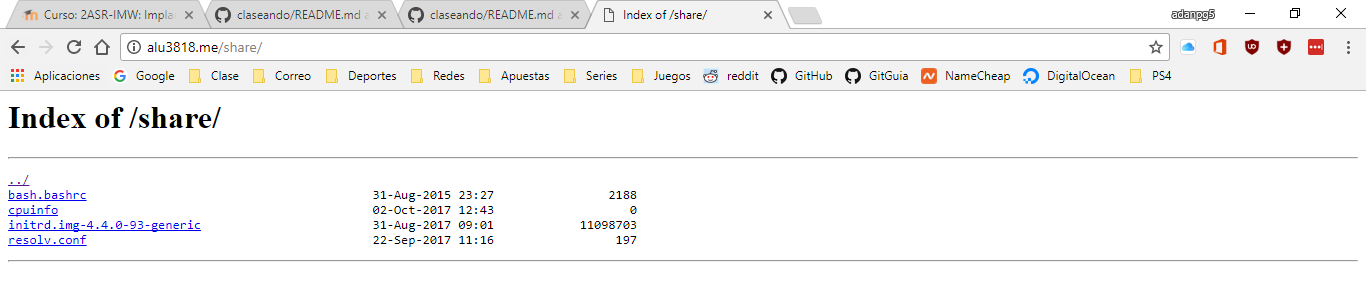 Curso: 2ASR-IMW: Impla
claseando/README.md a
claseando/README.md a
Index of /share/
adanpg5
alu3818.me/share/
Aplicaciones Google Clase Correo Deportes Redes Apuestas Series Juegos reddit GitHub GitGuia NameCheap DigitalOcean PS4
Index of /share/
../
bash.bashrc 31-Aug-2015 23:27 2188
cpuinfo 02-Oct-2017 12:43 0
initrd.img-4.4.0-93-generic 31-Aug-2017 09:01 11098703
resolv.conf 22-Sep-2017 11:16 197